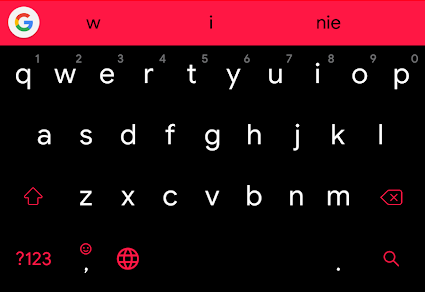 w i nie
1 2 3 4 5 6 7 8 9 0
q w e r t y u i o p
a s d f g h j k l
z x c v b n m
?123 , .